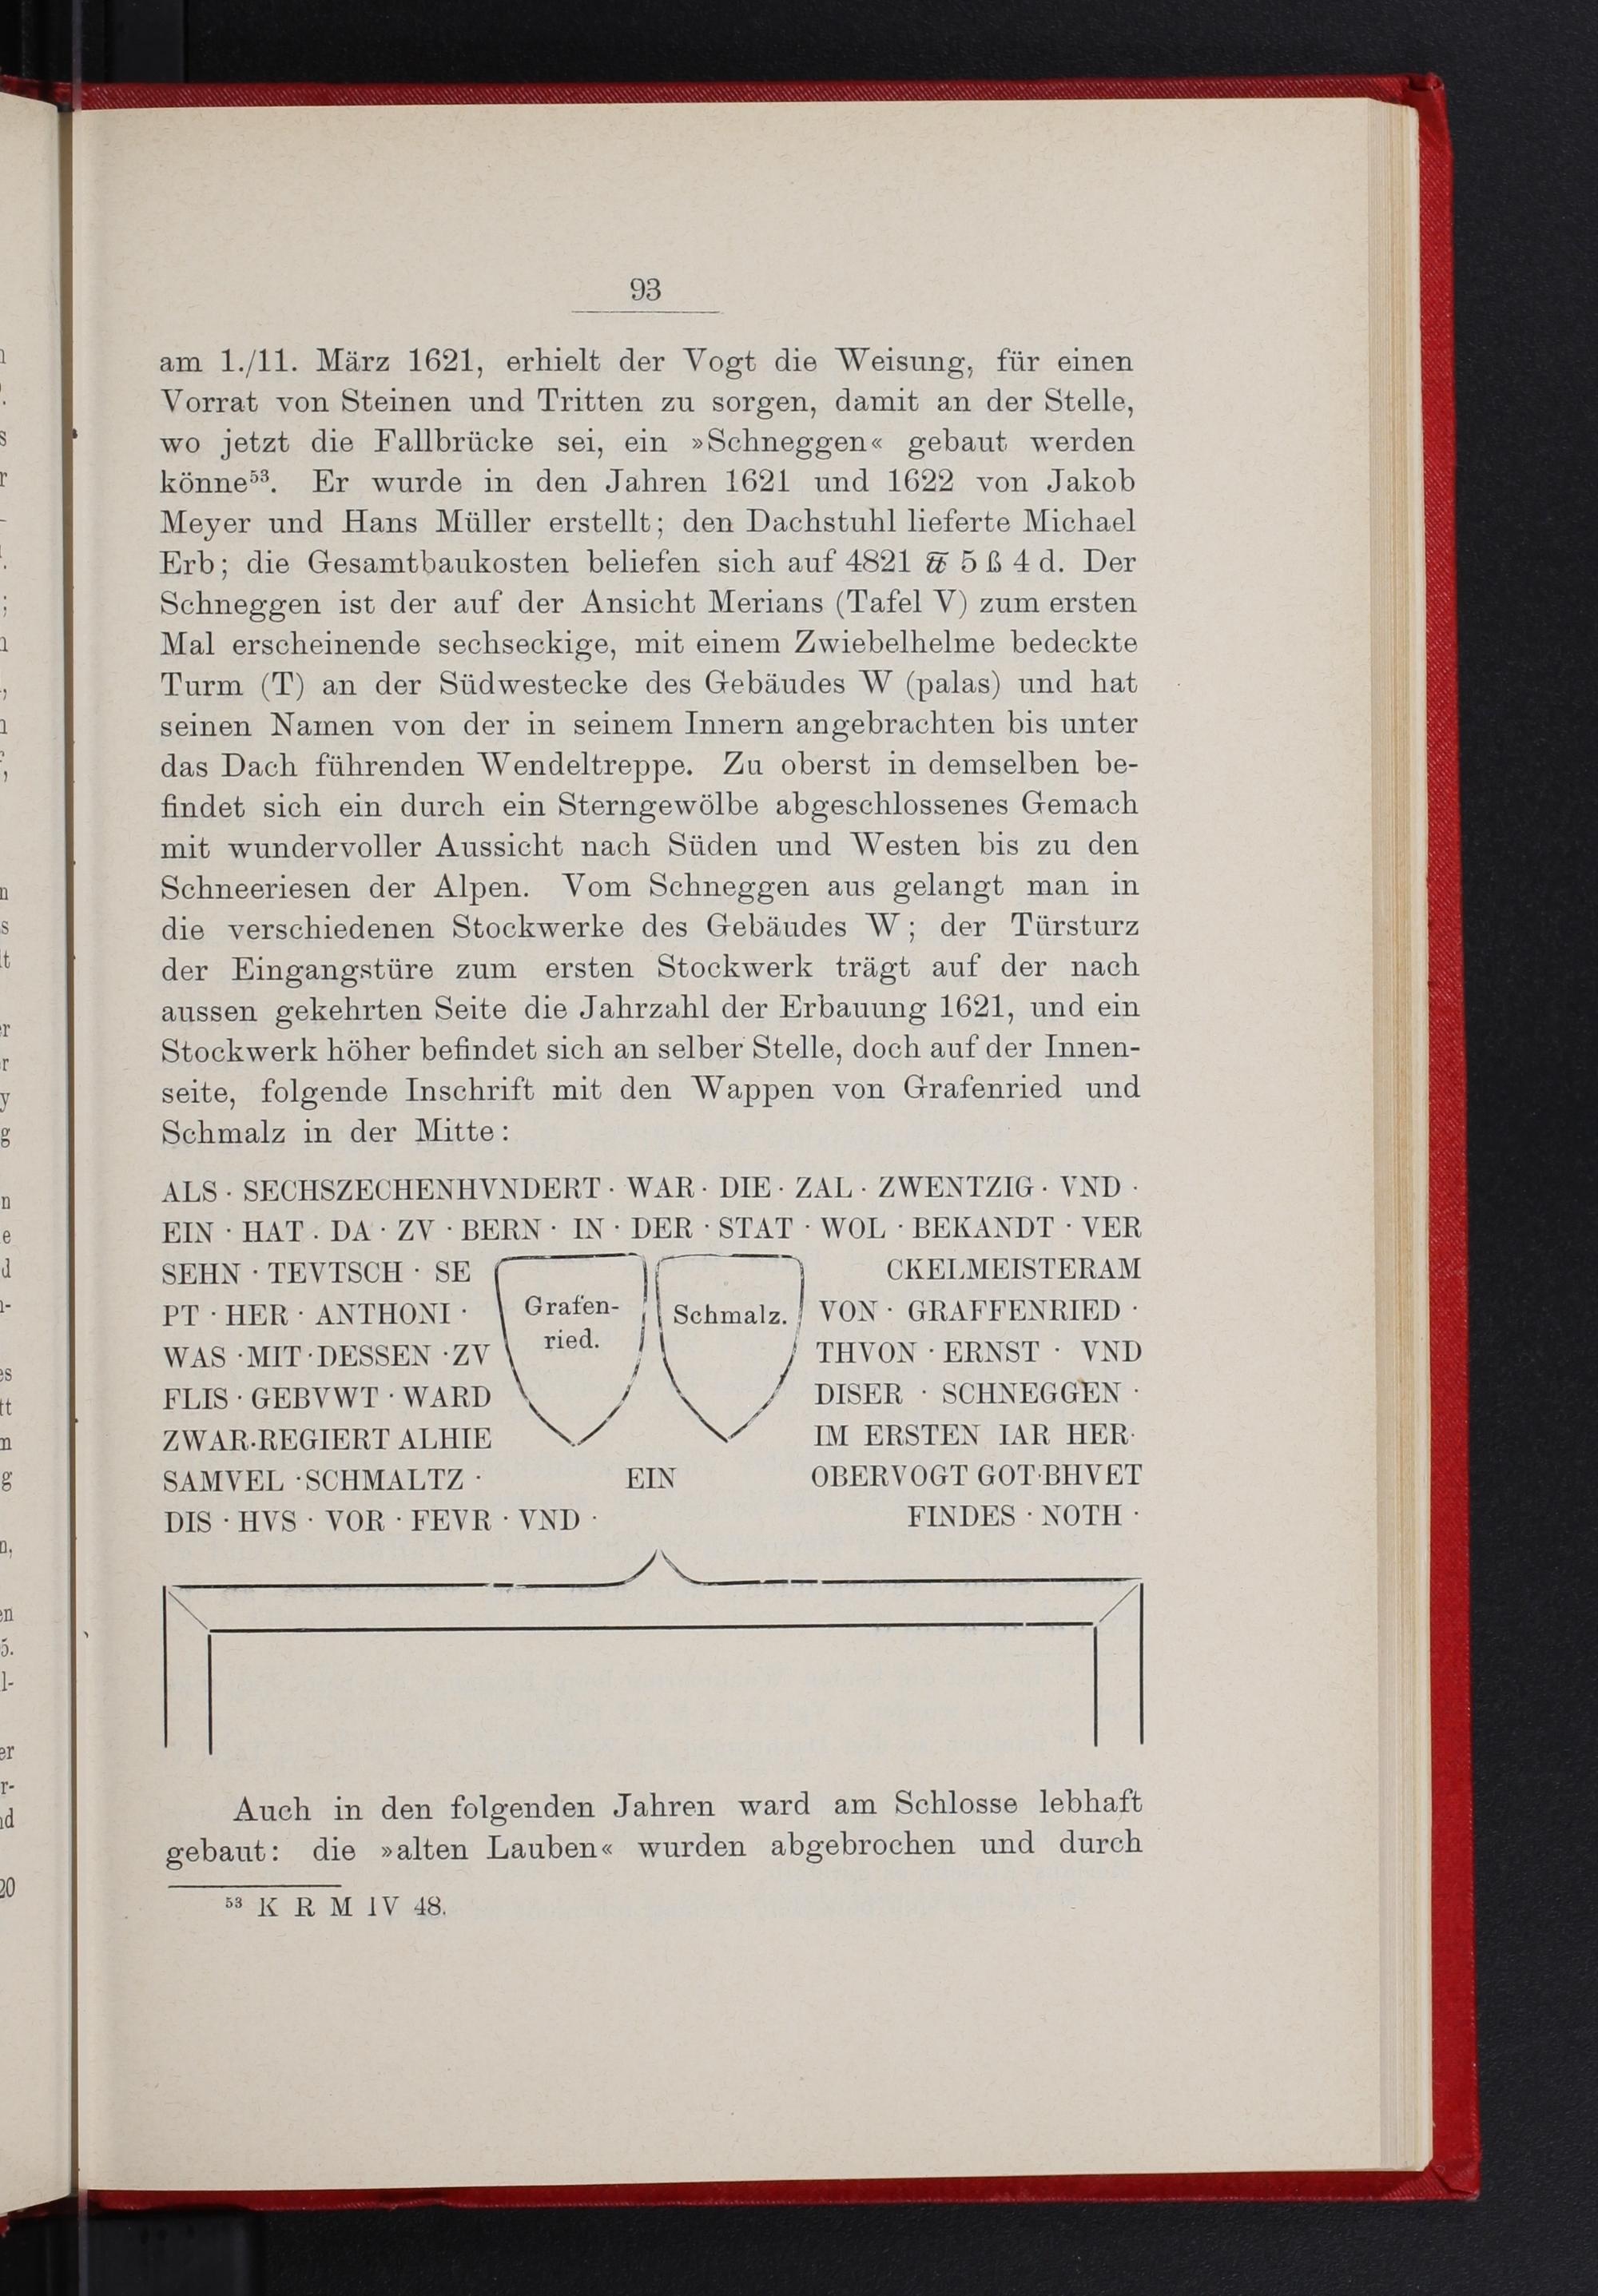 93
am 1./11. März 1621, erhielt der Vogt die Weisung, für einen
Vorrat von Steinen und Tritten zu sorgen, damit an der Stelle,
wo jetzt die Fallbrücke sei, ein »Schneggen« gebaut werden
könne⁵³. Er wurde in den Jahren 1621 und 1622 von Jakob
Meyer und Hans Müller erstellt; den Dachstuhl lieferte Michael
Erb; die Gesamtbaukosten beliefen sich auf 4821 ℔ 5 ß 4 d. Der
Schneggen ist der auf der Ansicht Merians (Tafel V) zum ersten
Mal erscheinende sechseckige, mit einem Zwiebelhelme bedeckte
Turm (T) an der Südwestecke des Gebäudes W (palas) und hat
seinen Namen von der in seinem Innern angebrachten bis unter
das Dach führenden Wendeltreppe. Zu oberst in demselben be-
findet sich ein durch ein Sterngewölbe abgeschlossenes Gemach
mit wundervoller Aussicht nach Süden und Westen bis zu den
Schneeriesen der Alpen. Vom Schneggen aus gelangt man in
die verschiedenen Stockwerke des Gebäudes W; der Türsturz
der Eingangstüre zum ersten Stockwerk trägt auf der nach
aussen gekehrten Seite die Jahrzahl der Erbauung 1621, und ein
Stockwerk höher befindet sich an selber Stelle, doch auf der Innen-
seite, folgende Inschrift mit den Wappen von Grafenried und
Schmalz in der Mitte:
ALS · SECHSZECHENHVNDERT · WAR · DIE · ZAL · ZWENTZIG · VND ·
EIN · HAT . DA · ZV · BERN · IN · DER · STAT · WOL · BEKANDT · VER
SEHN · TEVTSCH · SE CKELMEISTERAM
PT · HER · ANTHONI · Grafen- Schmalz. VON · GRAFFENRIED ·
ried.
WAS · MIT · DESSEN · ZV THVON · ERNST · VND
FLIS · GEBVWT · WARD DISER · SCHNEGGEN ·
ZWAR·REGIERT ALHIE IM ERSTEN IAR HER·
SAMVEL · SCHMALTZ · EIN OBERVOGT GOT·BHVET
DIS · HVS · VOR · FEVR · VND · FINDES · NOTH ·
Auch in den folgenden Jahren ward am Schlosse lebhaft
gebaut: die »alten Lauben« wurden abgebrochen und durch
⁵³ K R M IV 48.